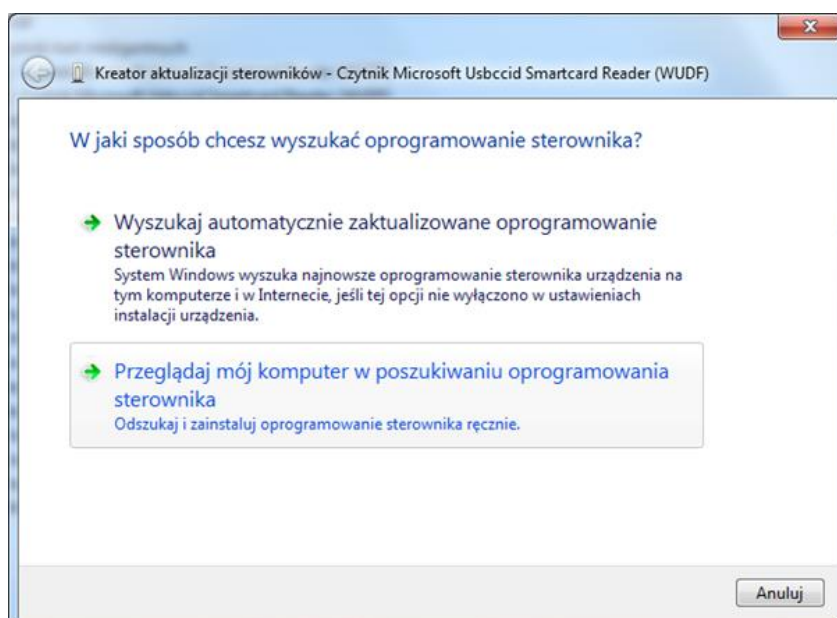 Kreator aktualizacji sterowników - Czytnik Microsoft Usbccid Smartcard Reader (WUDF)
W jaki sposób chcesz wyszukać oprogramowanie sterownika?
Wyszukaj automatycznie zaktualizowane oprogramowanie
sterownika
System Windows wyszuka najnowsze oprogramowanie sterownika urządzenia na
tym komputerze i w Internecie, jeśli tej opcji nie wyłączono w ustawieniach
instalacji urządzenia.
Przeglądaj mój komputer w poszukiwaniu oprogramowania
sterownika
Odszukaj i zainstaluj oprogramowanie sterownika ręcznie.
Anuluj